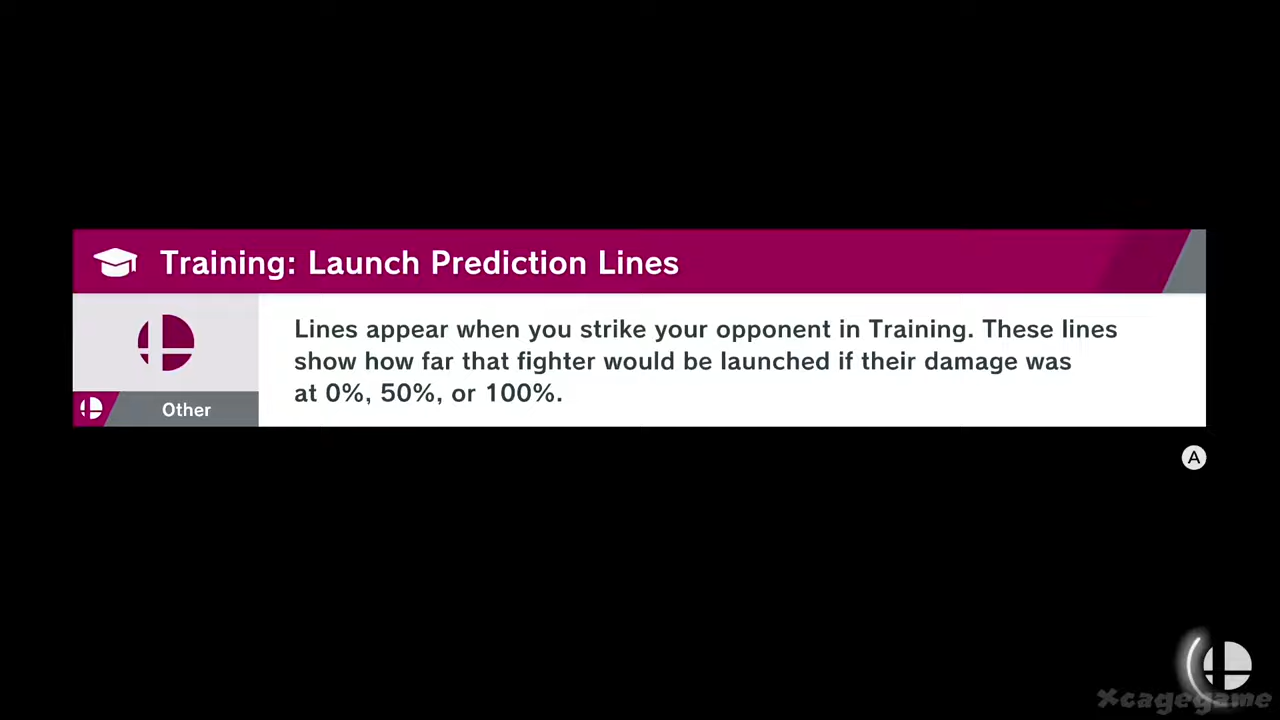 Training: Launch Prediction Lines
Lines appear when you strike your opponent in Training. These lines
show how far that fighter would be launched if their damage was
at 0%, 50%, or 100%.
Other
A
Xcagegame